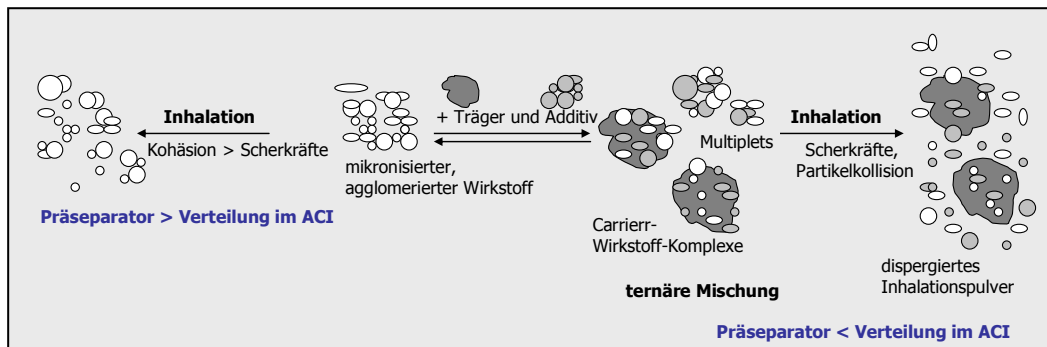 Inhalation
Kohäsion > Scherkräfte
Präseparator > Verteilung im ACI
mikronisierter,
agglomerierter Wirkstoff
+ Träger und Additiv
Multiplets
Carrierr-
Wirkstoff-Komplexe
ternäre Mischung
Inhalation
Scherkräfte,
Partikelkollision
dispergiertes
Inhalationspulver
Präseparator < Verteilung im ACI